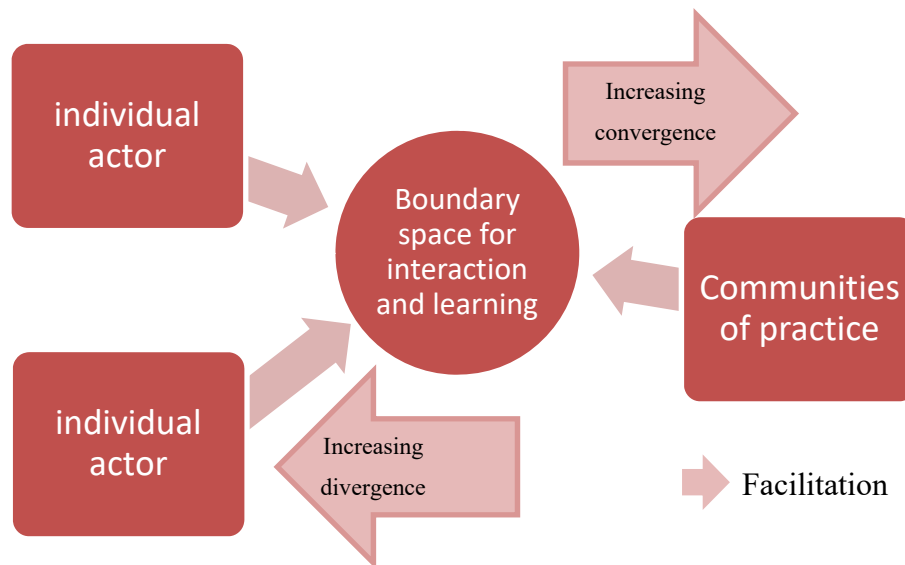 individual
actor
Increasing
convergence
Boundary
space for
interaction
and learning
Communities
of practice
individual
actor
Increasing
divergence
Facilitation